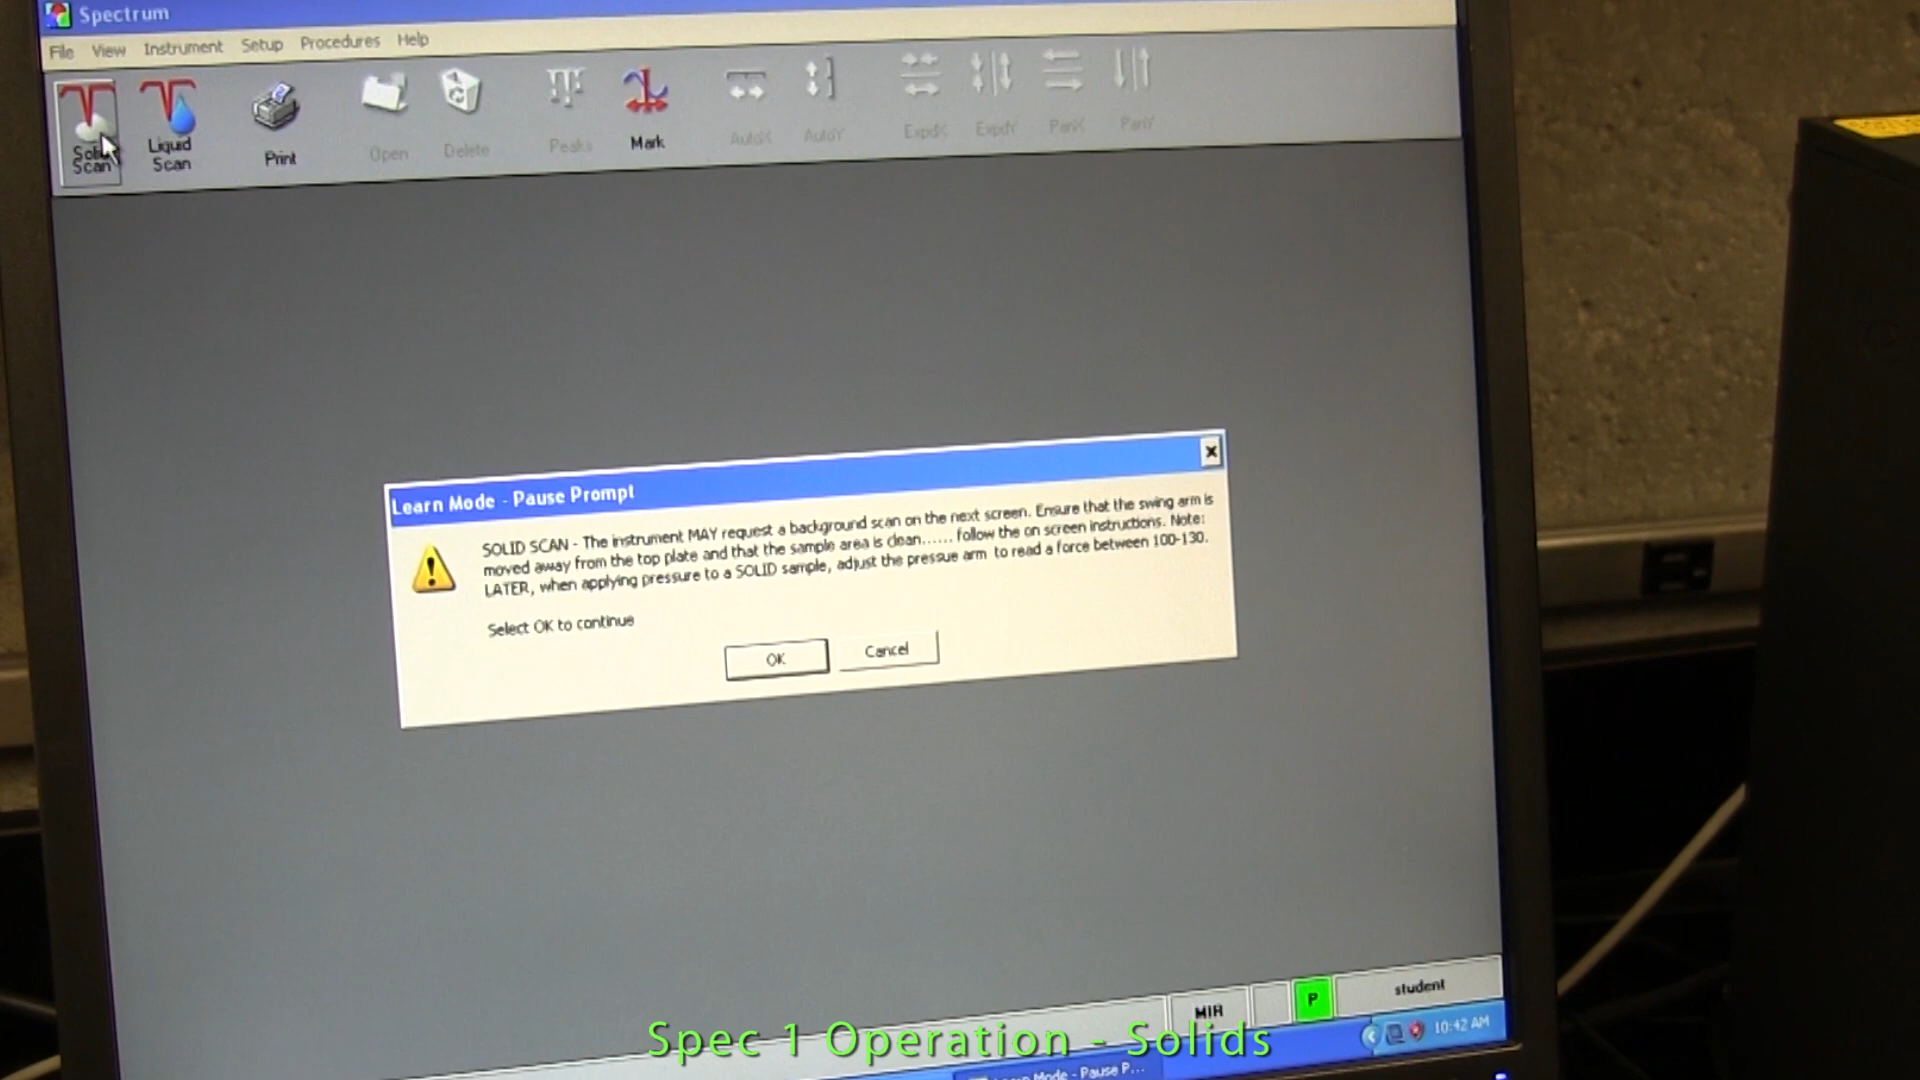 Spectrum
File View Instrument Setup Procedures Help
Solid Scan
Liquid Scan
Print
Open
Delete
Peaks
Mark
AutoX
AutoY
ExpdX
ExpdY
PanX
PanY
Learn Mode - Pause Prompt
SOLID SCAN - The instrument MAY request a background scan on the next screen. Ensure that the swing arm is
moved away from the top plate and that the sample area is clean...... follow the on screen instructions. Note:
LATER, when applying pressure to a SOLID sample, adjust the pressue arm to read a force between 100-130.
Select OK to continue
OK
Cancel
MIR
P
student
10:42 AM
Learn Mode - Pause P...
Spec 1 Operation - Solids